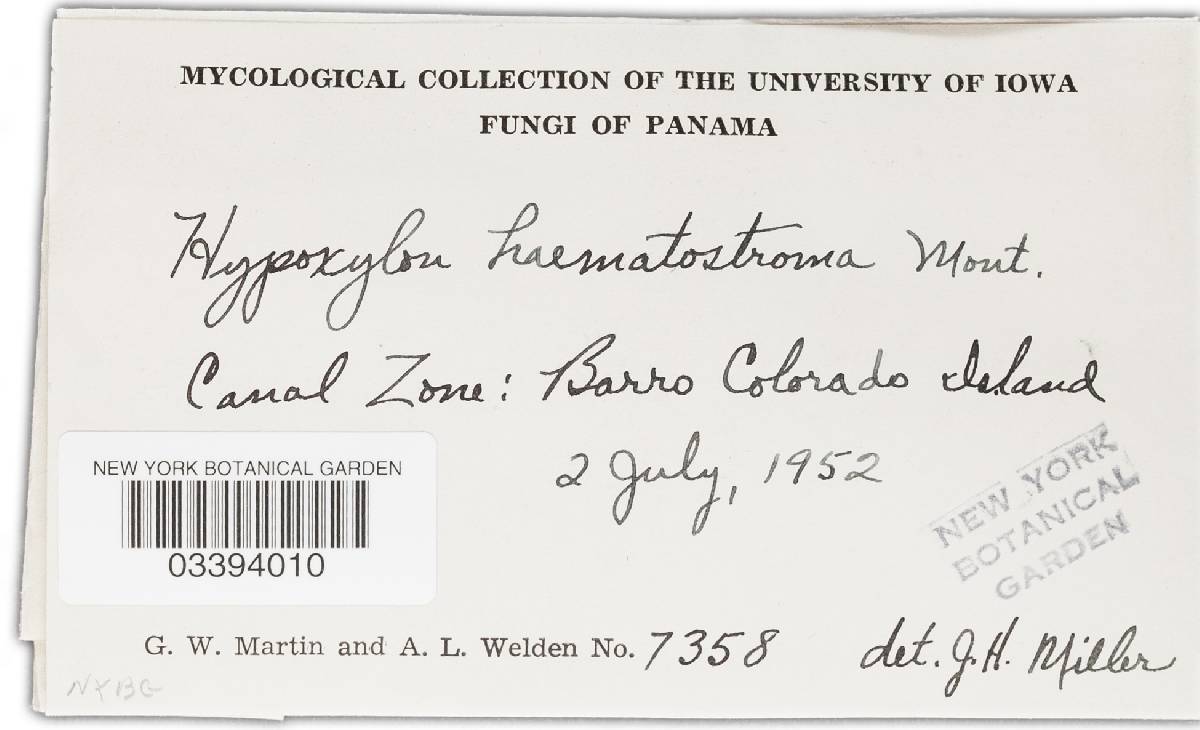 MYCOLOGICAL COLLECTION OF THE UNIVERSITY OF IOWA
FUNGI OF PANAMA
Hypoxylon haematostroma Mont.
Canal Zone: Barro Colorado Island
2 July, 1952
NEW YORK BOTANICAL GARDEN
03394010
NEW YORK
BOTANICAL
GARDEN
G. W. Martin and A. L. Welden No. 7358 det. J.H. Miller
NYBG